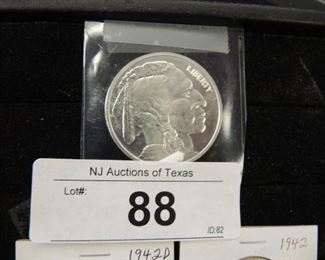 LIBERTY
NJ Auctions of Texas
Lot#:
88
ID:82
1942D
1942